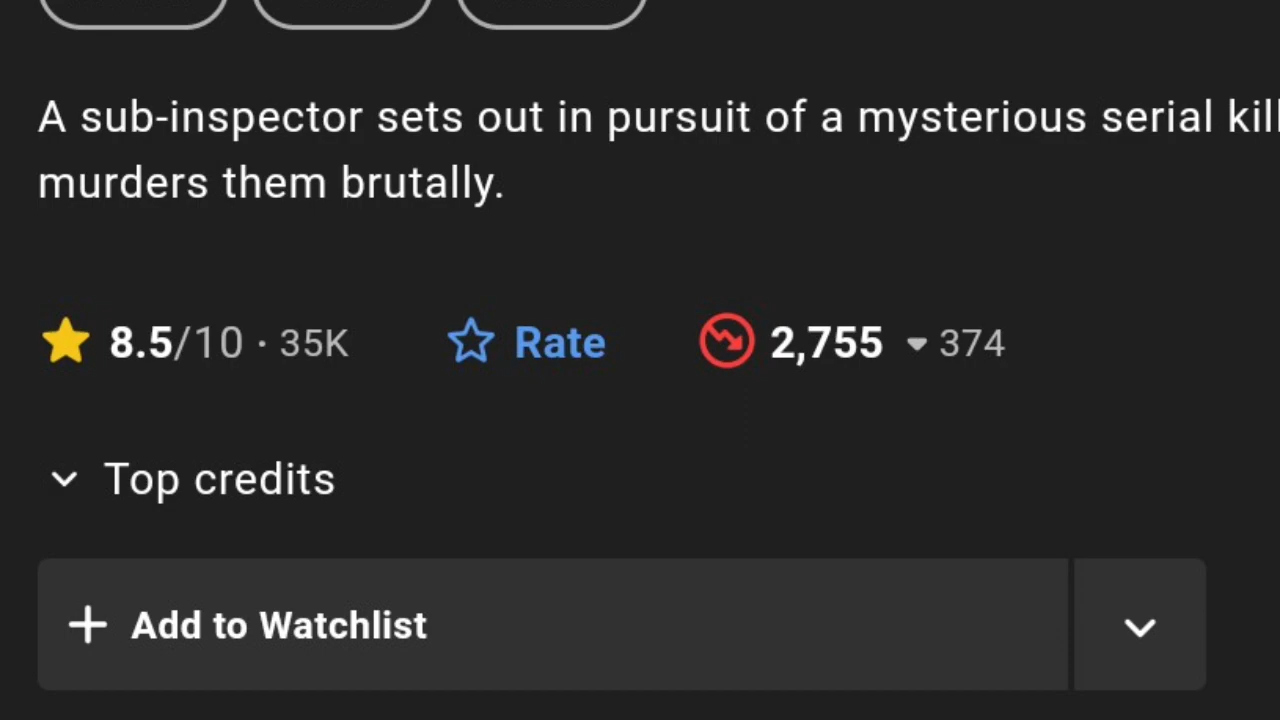 A sub-inspector sets out in pursuit of a mysterious serial
murders them brutally.
8.5/10 · 35K Rate 2,755 374
Top credits
Add to Watchlist